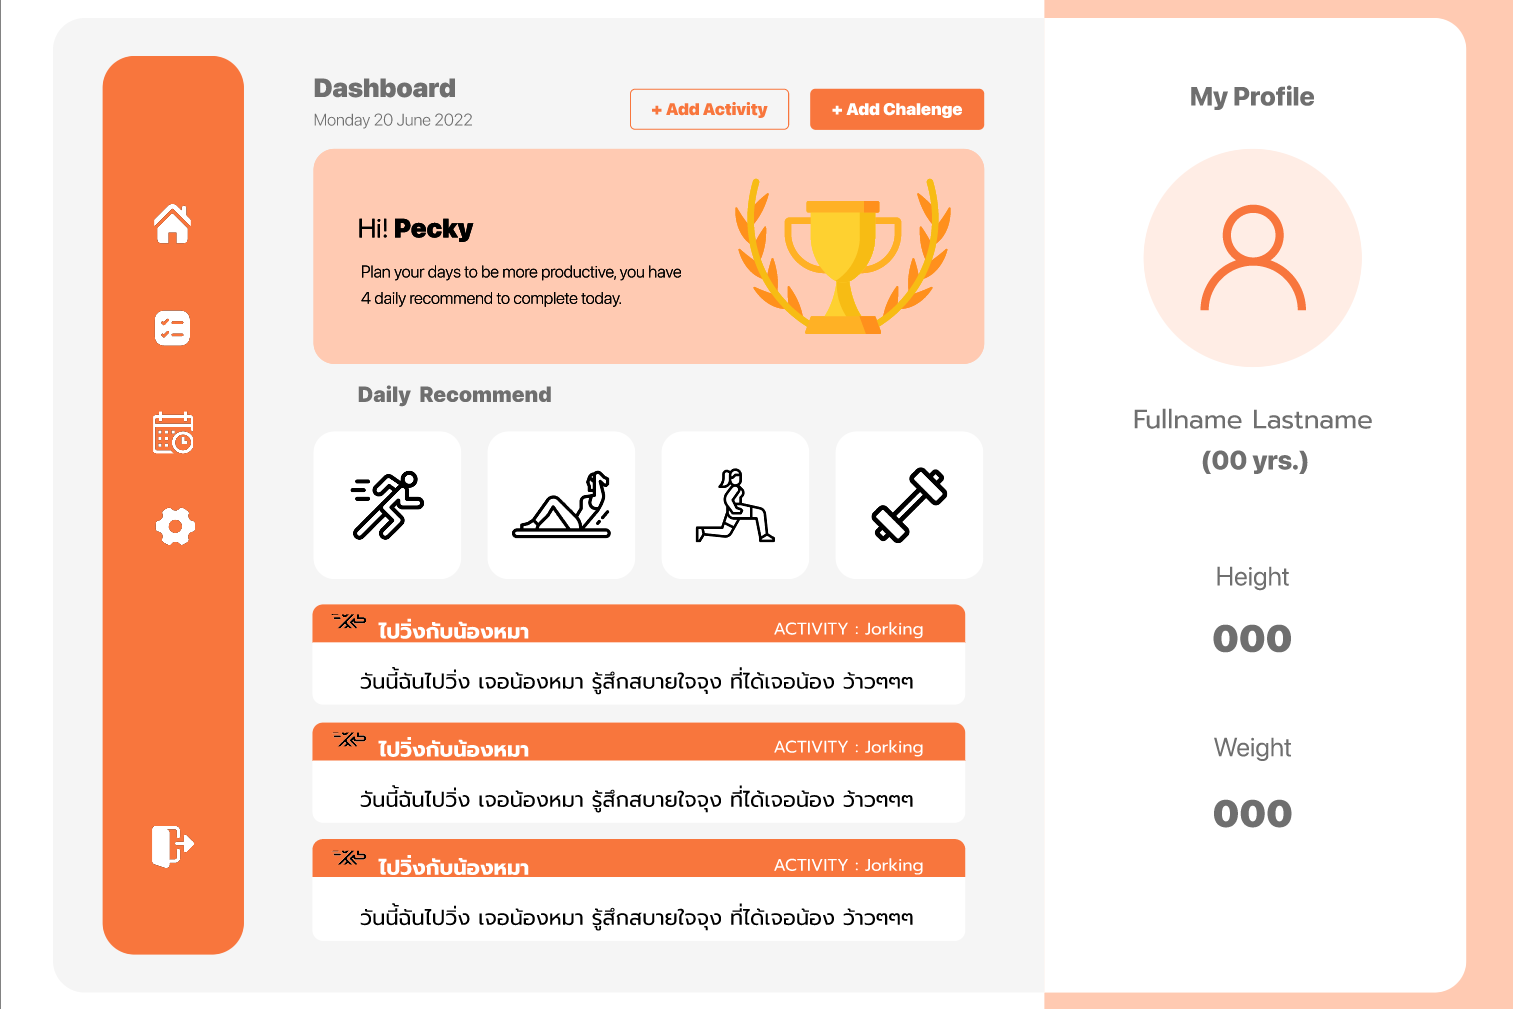 Dashboard
Monday 20 June 2022
+ Add Activity
+ Add Chalenge
Hi! Pecky
Plan your days to be more productive, you have
4 daily recommend to complete today.
Daily Recommend
ไปวิ่งกับน้องหมา
ACTIVITY : Jorking
วันนี้ฉันไปวิ่ง เจอน้องหมา รู้สึกสบายใจจุง ที่ได้เจอน้อง ว้าวๆๆๆ
ไปวิ่งกับน้องหมา
ACTIVITY : Jorking
วันนี้ฉันไปวิ่ง เจอน้องหมา รู้สึกสบายใจจุง ที่ได้เจอน้อง ว้าวๆๆๆ
ไปวิ่งกับน้องหมา
ACTIVITY : Jorking
วันนี้ฉันไปวิ่ง เจอน้องหมา รู้สึกสบายใจจุง ที่ได้เจอน้อง ว้าวๆๆๆ
My Profile
Fullname Lastname
(00 yrs.)
Height
000
Weight
000